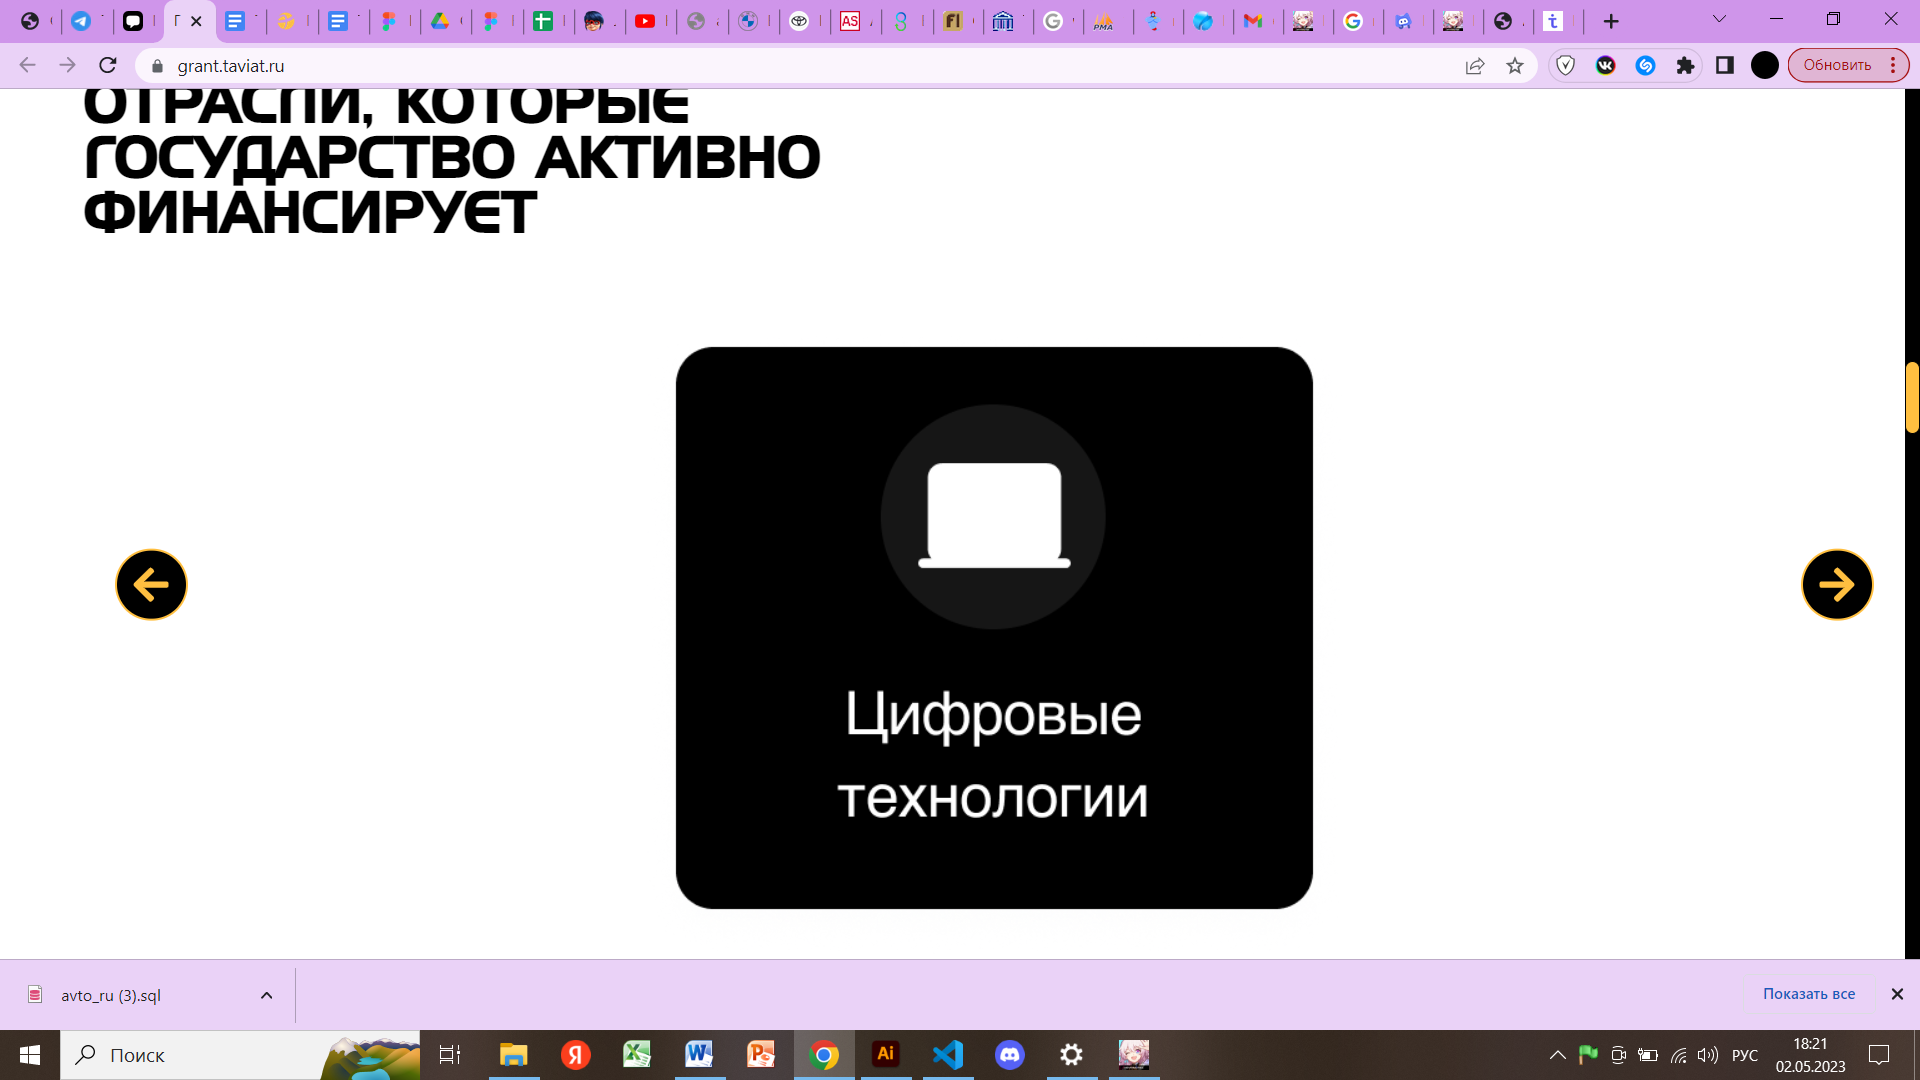 grant.taviat.ru
Обновить
ОТРАСЛИ, КОТОРЫЕ
ГОСУДАРСТВО АКТИВНО
ФИНАНСИРУЕТ
Цифровые
технологии
avto_ru (3).sql
Показать все
Поиск
РУС
18:21
02.05.2023